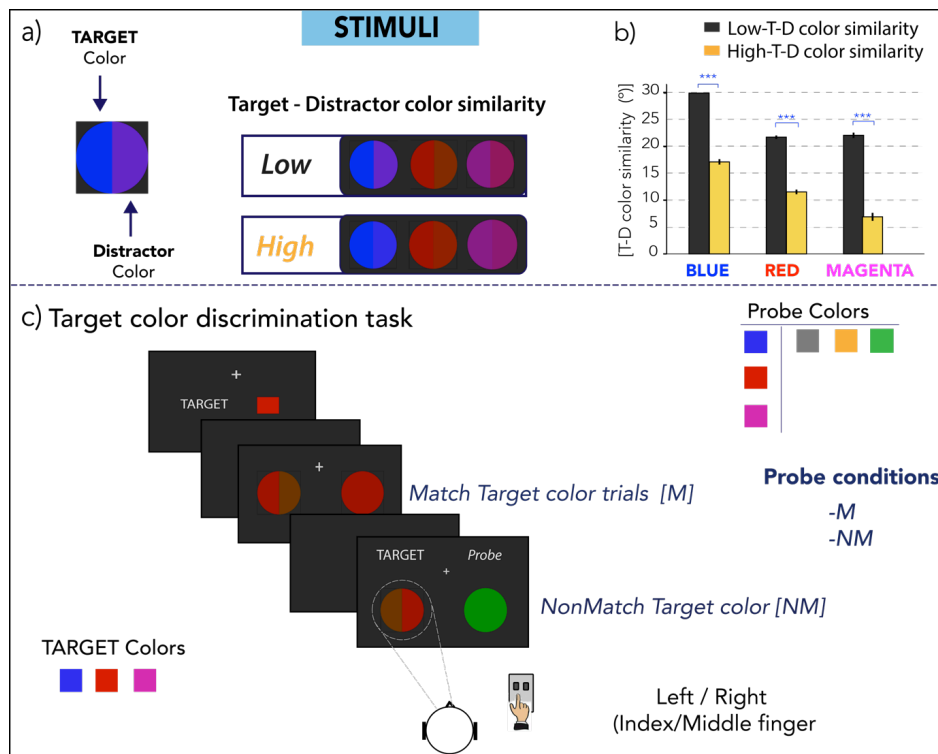 a)
STIMULI
TARGET
Color
Distractor
Color
Target - Distractor color similarity
Low
High
b)
Low-T-D color similarity
High-T-D color similarity
[T-D color similarity (º)]
30
25
20
15
10
5
0
***
***
***
BLUE
RED
MAGENTA
c) Target color discrimination task
+
TARGET
+
Match Target color trials [M]
TARGET
Probe
+
NonMatch Target color [NM]
Probe Colors
Probe conditions
-M
-NM
TARGET Colors
Left / Right
(Index/Middle finger